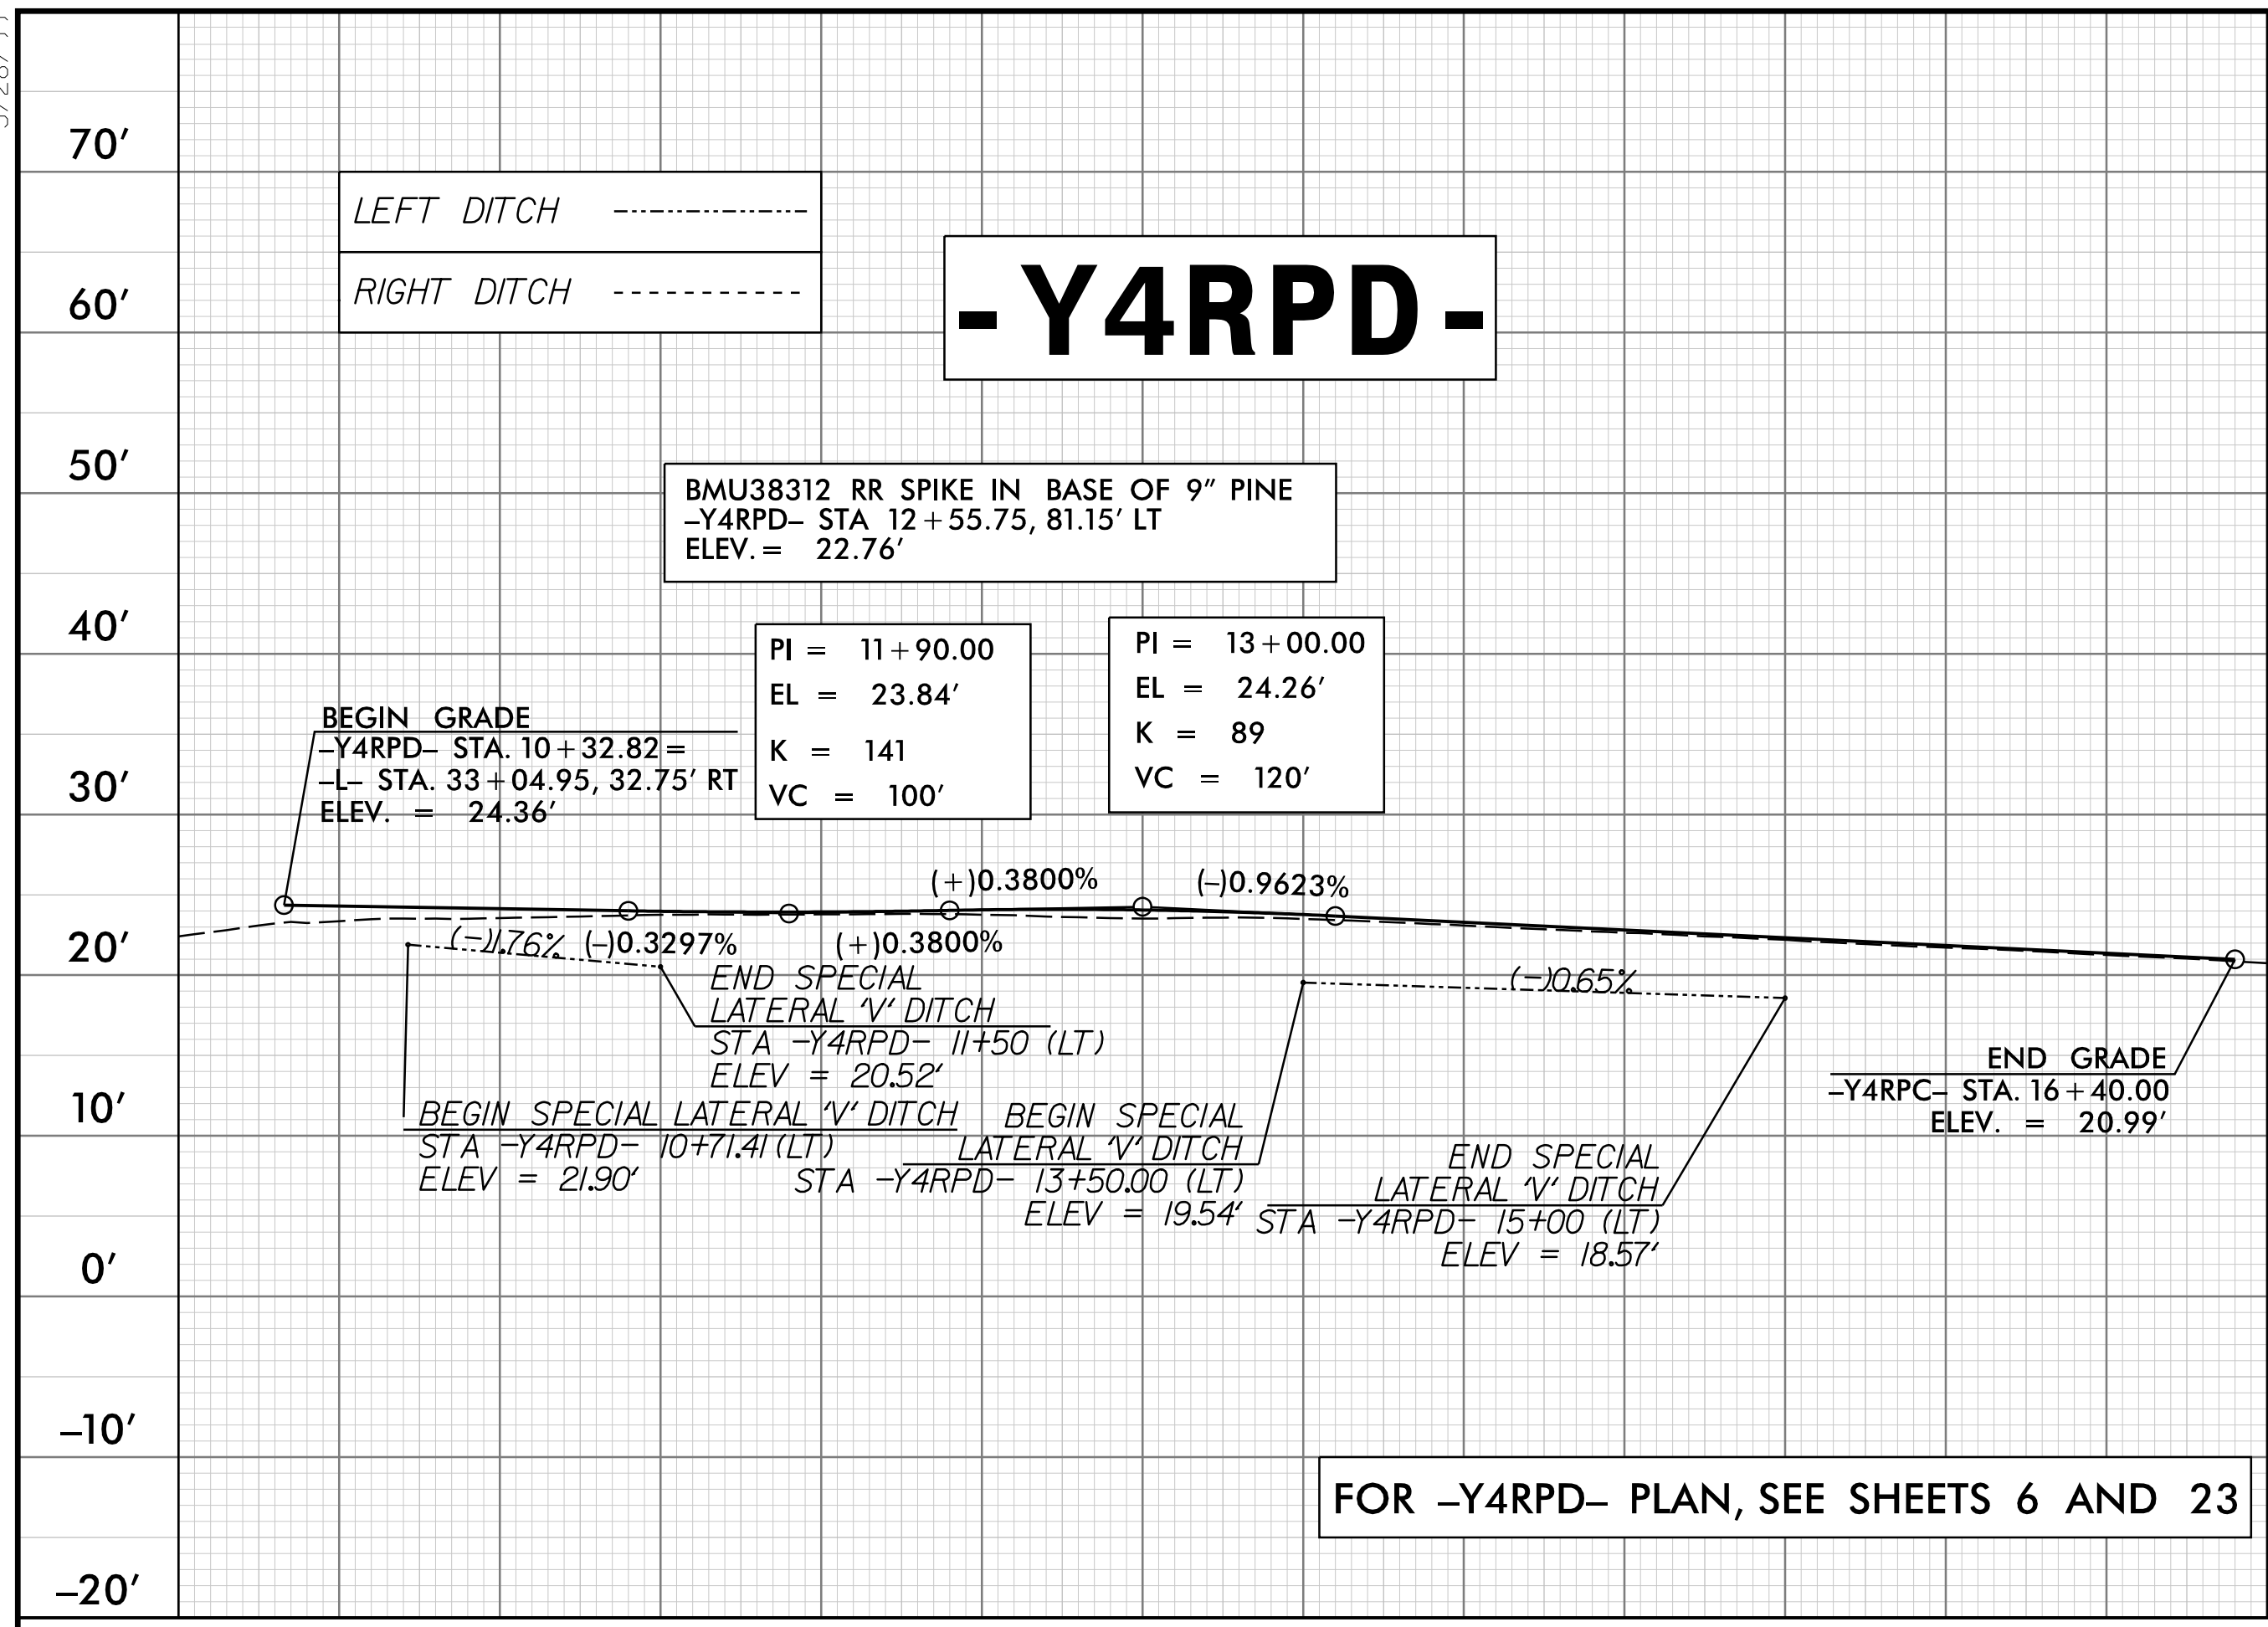 70'
60'
50'
40'
30'
20'
10'
0'
–10'
–20'
LEFT DITCH
RIGHT DITCH
-Y4RPD-
BMU38312 RR SPIKE IN BASE OF 9" PINE
–Y4RPD– STA 12+55.75, 81.15' LT
ELEV. = 22.76'
PI = 11+90.00
EL = 23.84'
K = 141
VC = 100'
PI = 13+00.00
EL = 24.26'
K = 89
VC = 120'
BEGIN GRADE
–Y4RPD– STA. 10+32.82 =
–L– STA. 33+04.95, 32.75' RT
ELEV. = 24.36'
(+)0.3800%
(–)0.9623%
(–)1.76%
(–)0.3297%
(+)0.3800%
END SPECIAL
LATERAL 'V' DITCH
STA –Y4RPD– 11+50 (LT)
ELEV = 20.52'
(–)0.65%
BEGIN SPECIAL LATERAL 'V' DITCH
STA –Y4RPD– 10+71.41 (LT)
ELEV = 21.90'
BEGIN SPECIAL
LATERAL 'V' DITCH
STA –Y4RPD– 13+50.00 (LT)
ELEV = 19.54'
END SPECIAL
LATERAL 'V' DITCH
STA –Y4RPD– 15+00 (LT)
ELEV = 18.57'
END GRADE
–Y4RPC– STA. 16+40.00
ELEV. = 20.99'
FOR –Y4RPD– PLAN, SEE SHEETS 6 AND 23